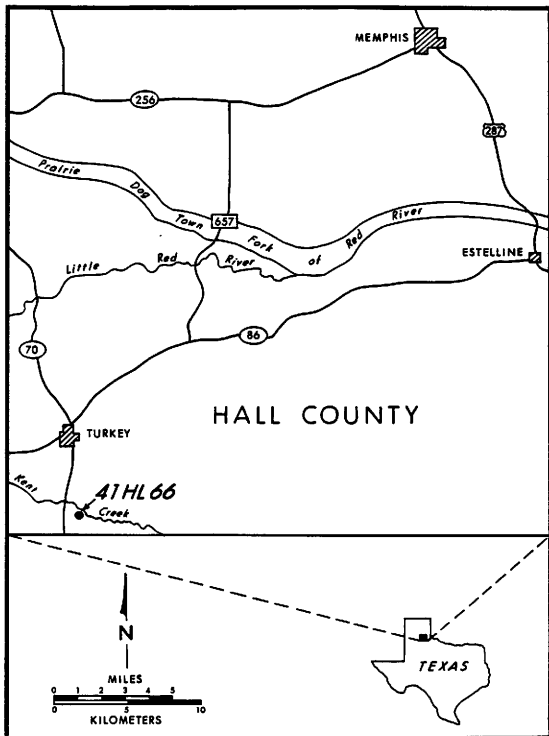 MEMPHIS
256
287
Prairie Dog Town Fork of Red River
657
ESTELLINE
Little Red River
86
70
HALL COUNTY
TURKEY
41HL66
Kent Creek
N
TEXAS
MILES
0 1 2 3 4 5
0 5 10
KILOMETERS